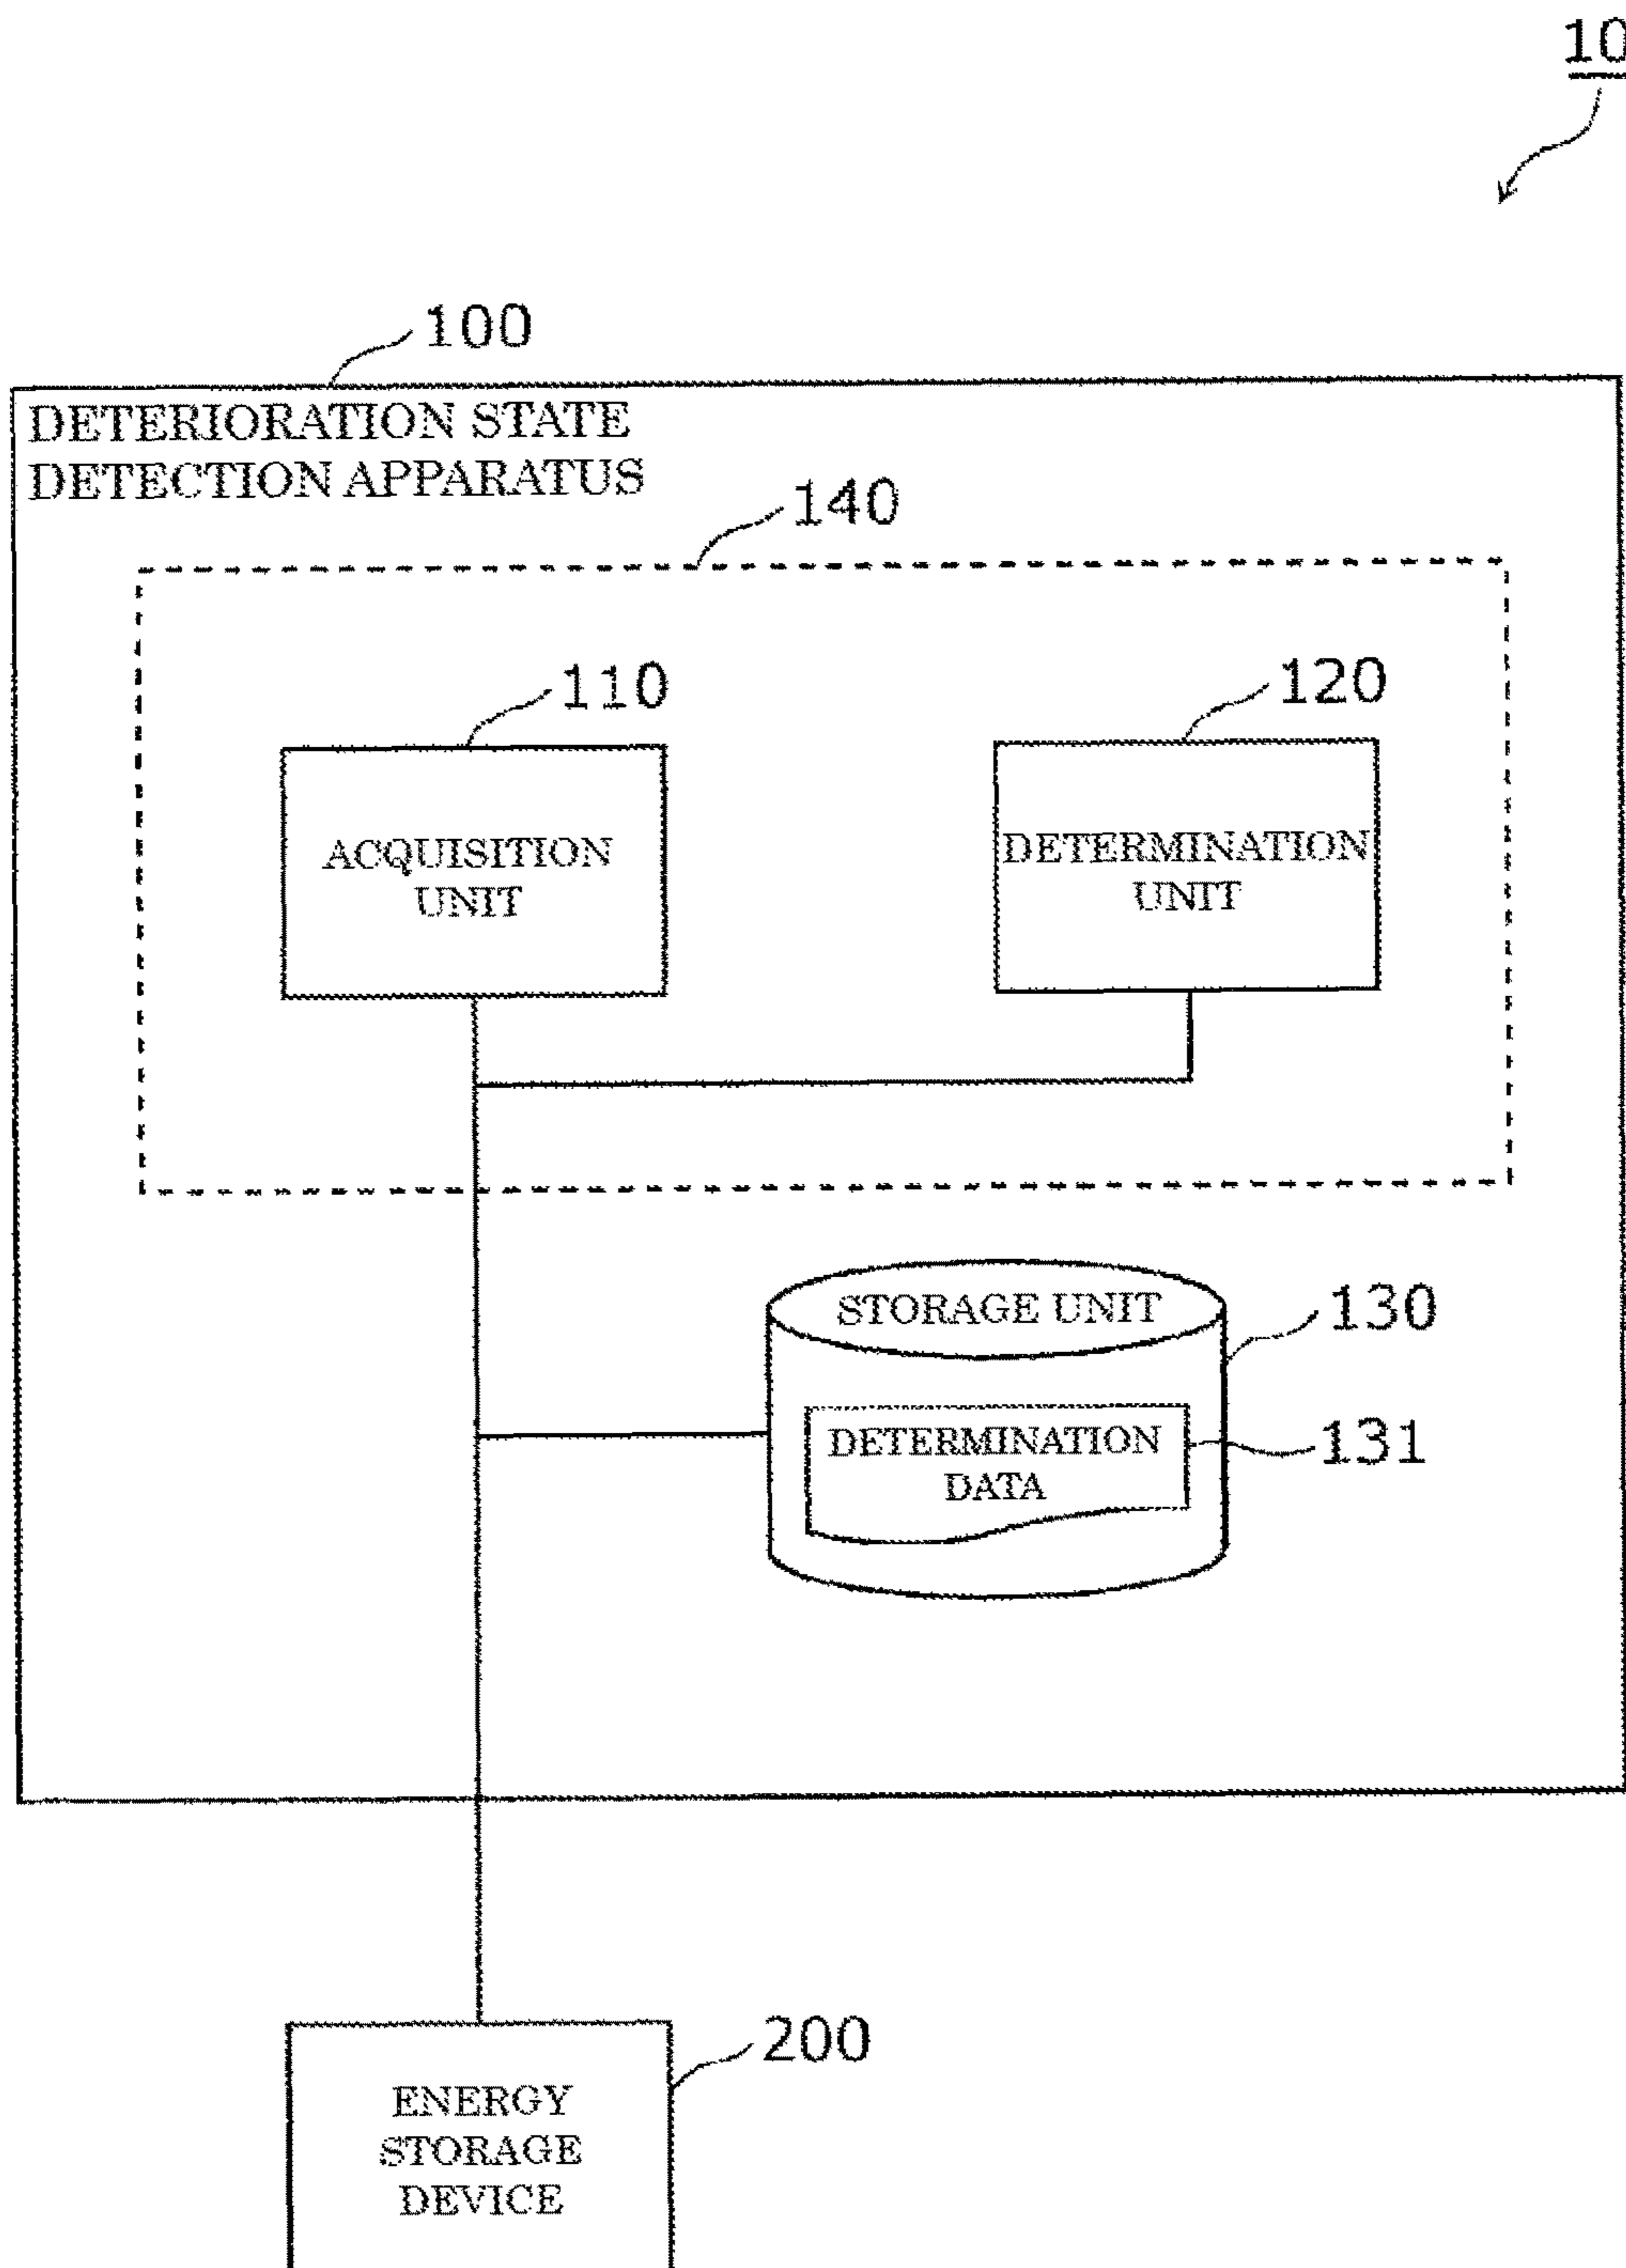 10
100
DETERIORATION STATE
DETECTION APPARATUS
140
110
120
ACQUISITION
UNIT
DETERMINATION
UNIT
STORAGE UNIT
130
DETERMINATION
DATA
131
200
ENERGY
STORAGE
DEVICE